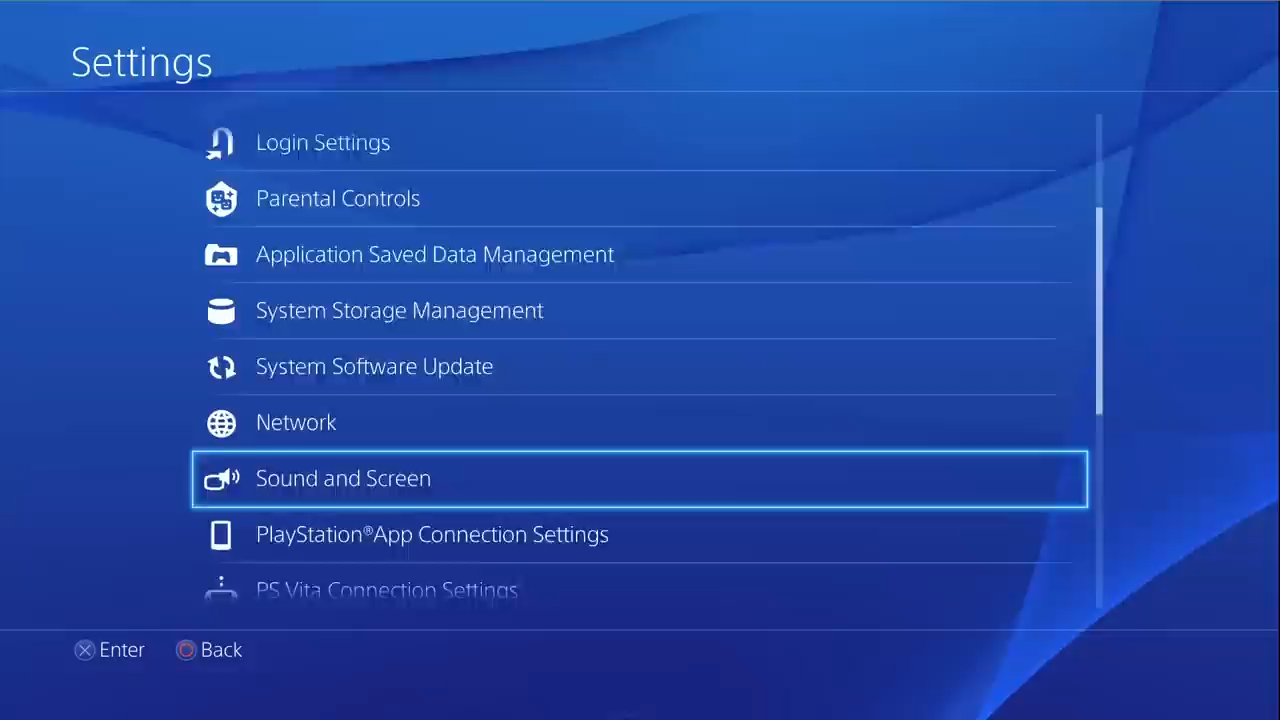 Settings
Login Settings
Parental Controls
Application Saved Data Management
System Storage Management
System Software Update
Network
Sound and Screen
PlayStation®App Connection Settings
PS Vita Connection Settings
Enter Back